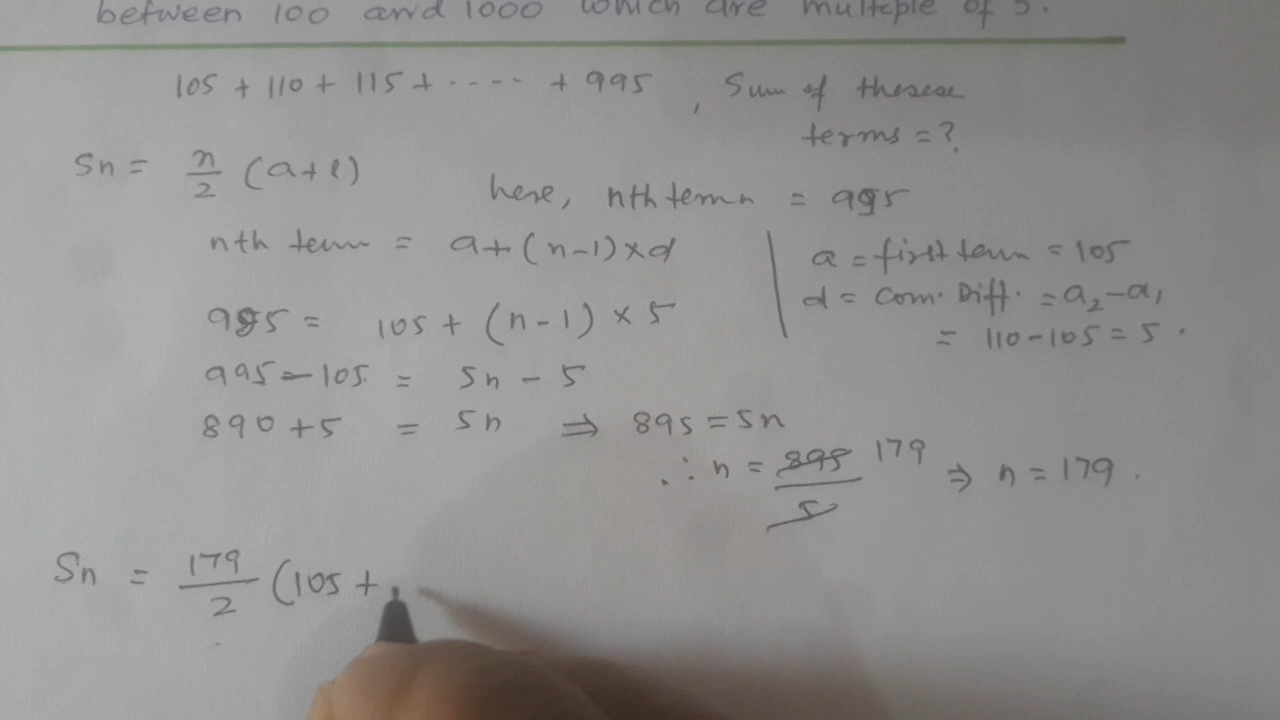 between 100 and 1000 which are multiple of 5.
105 + 110 + 115 + ----- + 995 , Sum of these
terms = ?
Sn = n/2 (a+l)
here, nth term = 995
nth term = a+(n-1)×d
a = first term = 105
d = Com. Diff. = a₂-a₁
= 110-105 = 5 .
995 = 105 + (n-1) × 5
995-105 = 5n - 5
890+5 = 5n ⇒ 895 = 5n
∴ n = 895/5 179 ⇒ n = 179 .
Sn = 179/2 (105 +